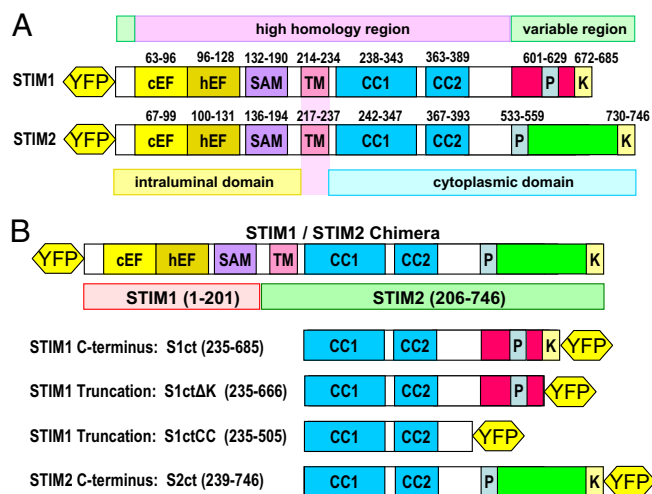 A
high homology region variable region
63-96 96-128 132-190 214-234 238-343 363-389 601-629 672-685
STIM1 YFP cEF hEF SAM TM CC1 CC2 P K
67-99 100-131 136-194 217-237 242-347 367-393 533-559 730-746
STIM2 YFP cEF hEF SAM TM CC1 CC2 P K
intraluminal domain cytoplasmic domain
B
STIM1 / STIM2 Chimera
YFP cEF hEF SAM TM CC1 CC2 P K
STIM1 (1-201) STIM2 (206-746)
STIM1 C-terminus: S1ct (235-685) CC1 CC2 P K YFP
STIM1 Truncation: S1ctΔK (235-666) CC1 CC2 P YFP
STIM1 Truncation: S1ctCC (235-505) CC1 CC2 YFP
STIM2 C-terminus: S2ct (239-746) CC1 CC2 P K YFP